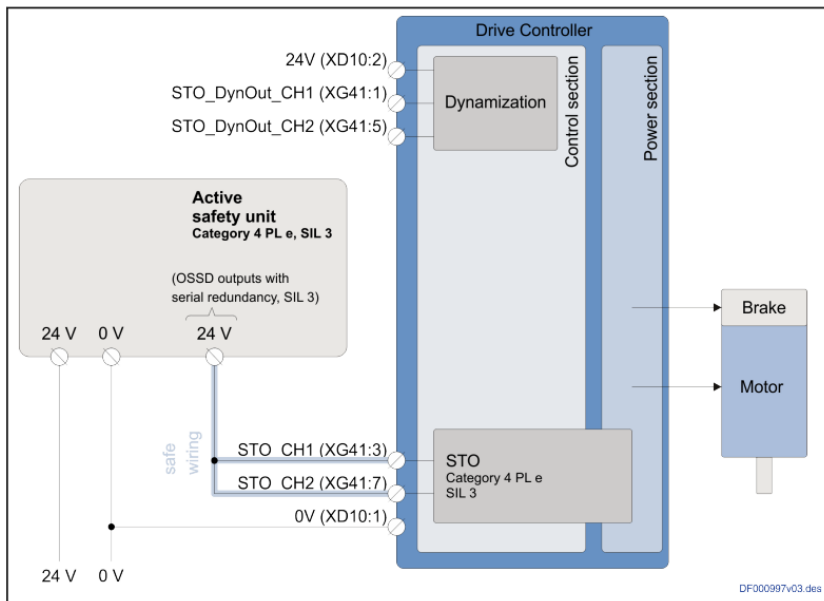 Drive Controller
24V (XD10:2)
STO_DynOut_CH1 (XG41:1)
STO_DynOut_CH2 (XG41:5)
Dynamization
Control section
Power section
Active
safety unit
Category 4 PL e, SIL 3
(OSSD outputs with
serial redundancy, SIL 3)
24 V
0 V
24 V
Brake
Motor
safe
wiring
STO_CH1 (XG41:3)
STO_CH2 (XG41:7)
0V (XD10:1)
STO
Category 4 PL e
SIL 3
24 V
0 V
DF000997v03.des